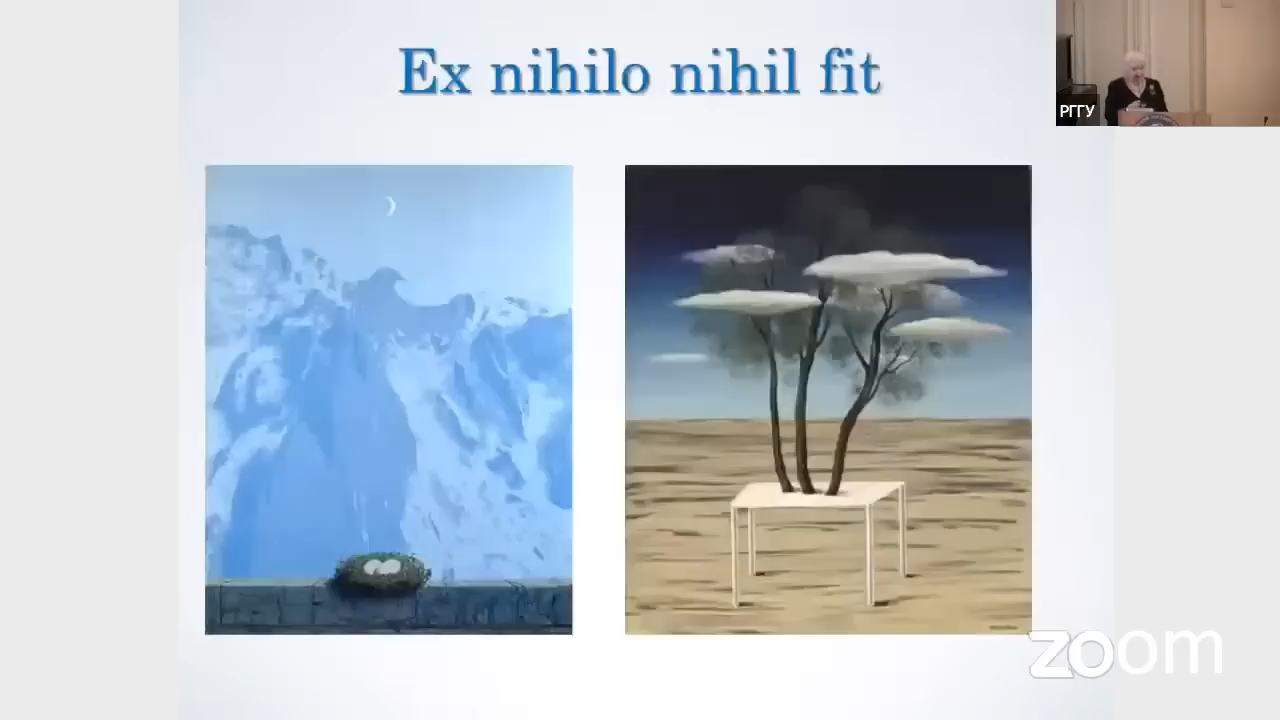 Ex nihilo nihil fit
РГГУ
zoom